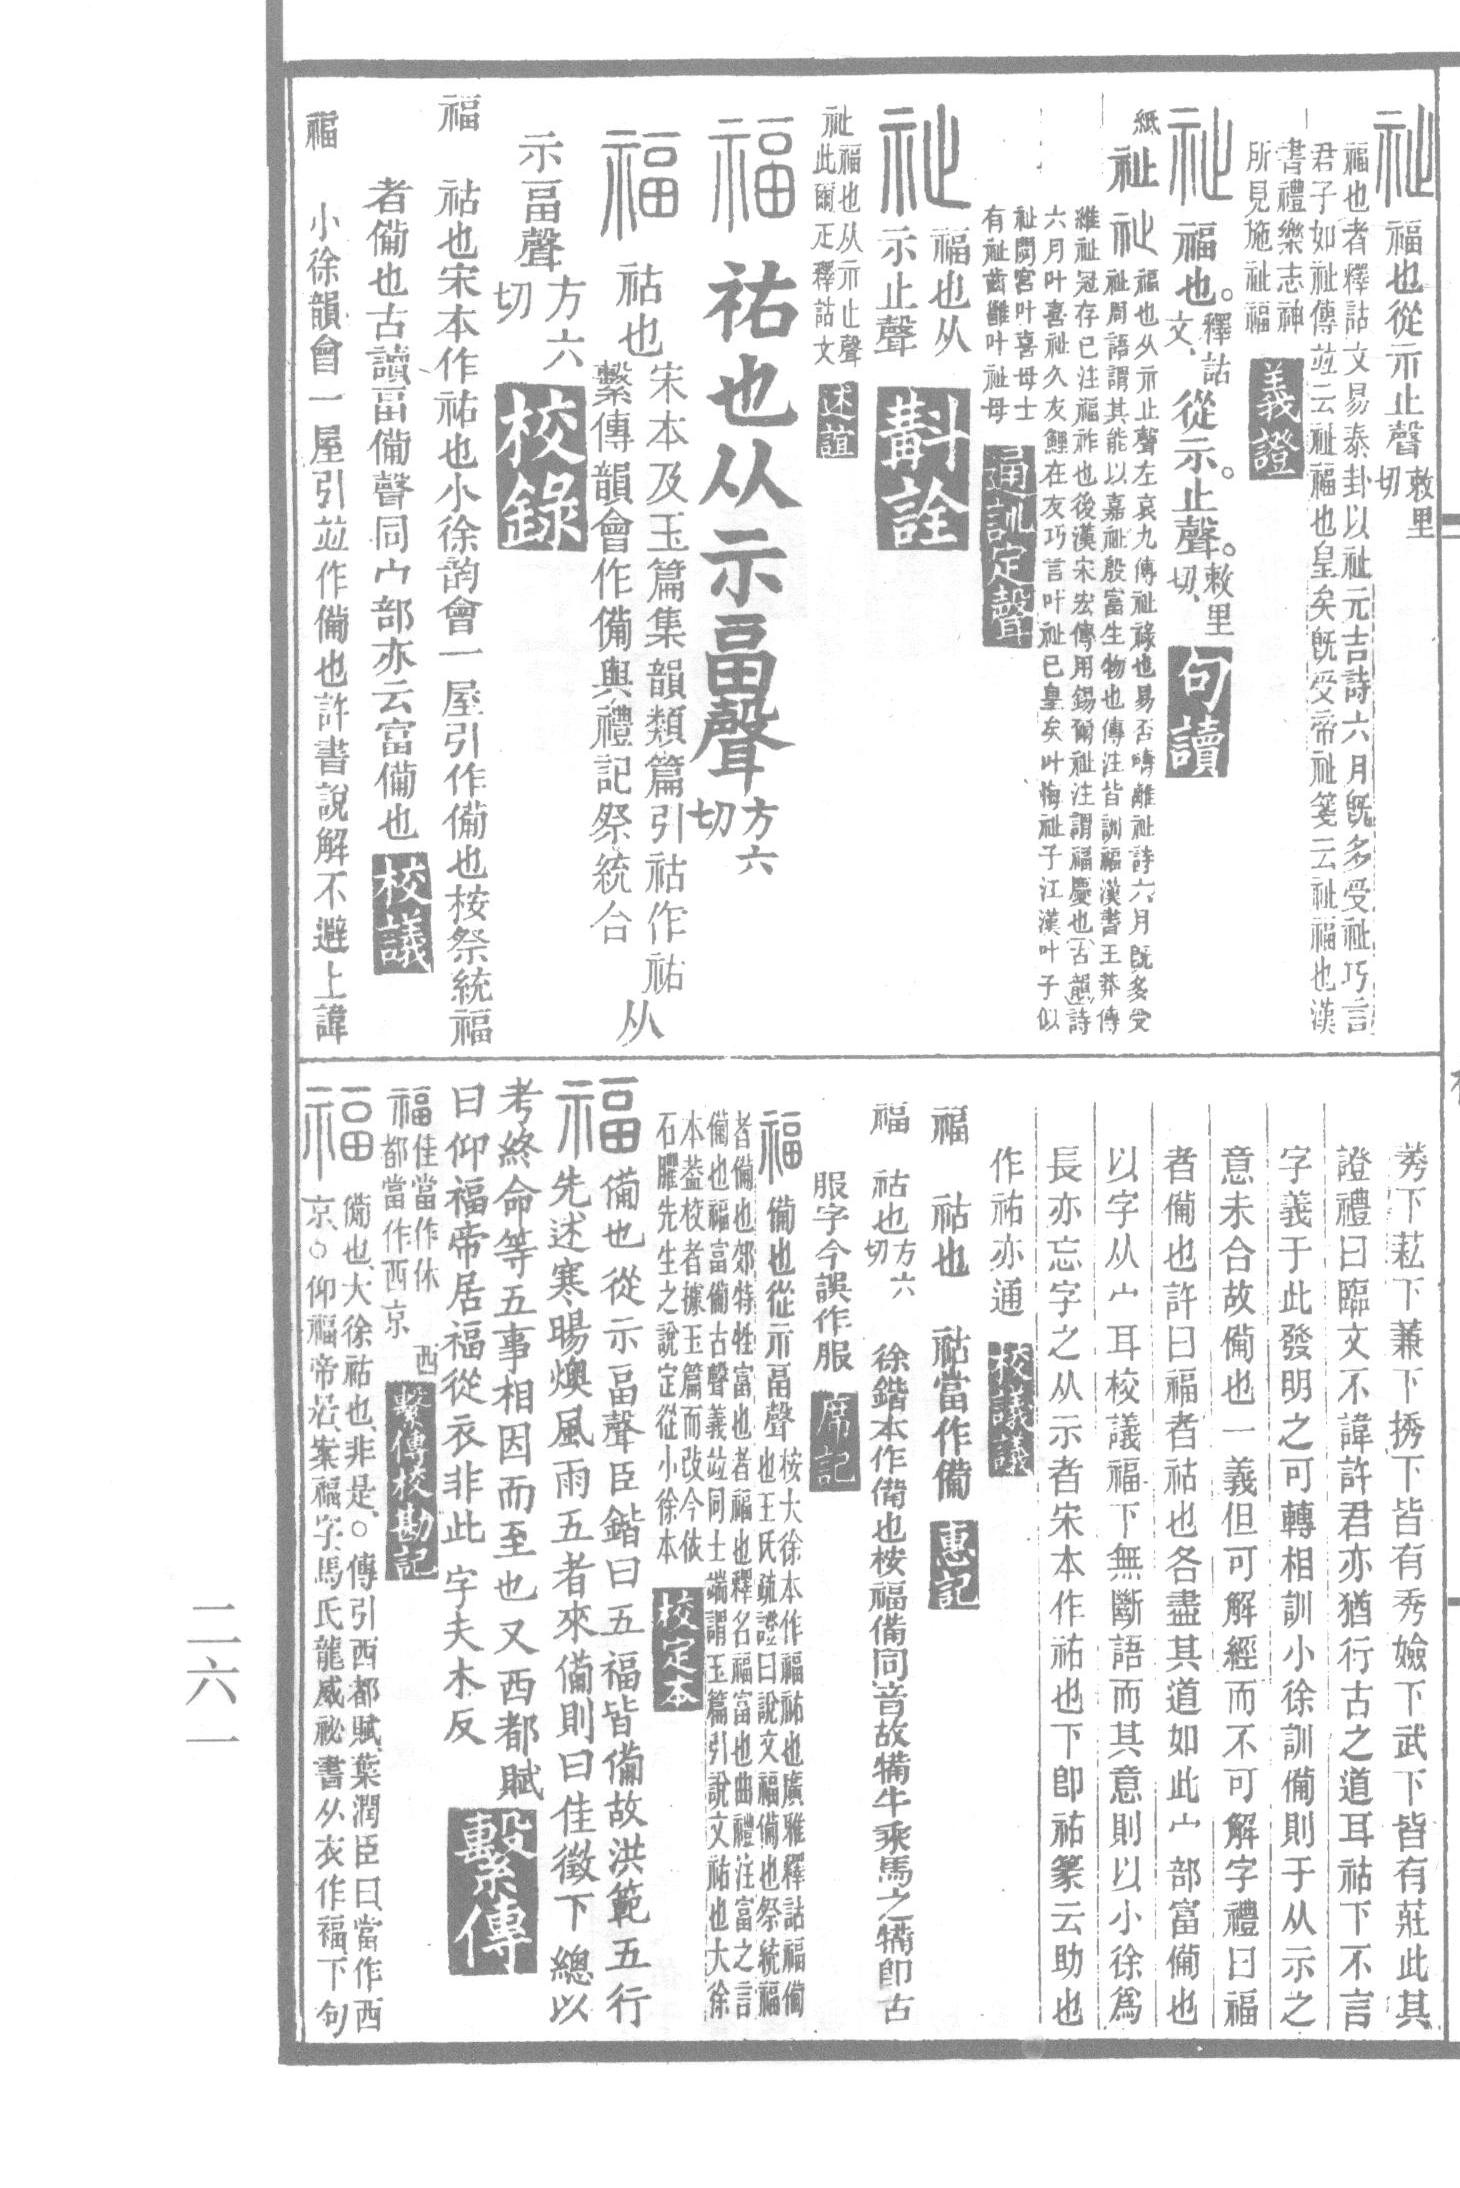 祉 福也從示止聲 敕里切
福也者釋詁文易泰卦以祉元吉詩六月旣多受祉巧言
君子如祉傳竝云祉福也皇矣旣受帝祉箋云祉福也漢
書禮樂志神
所見施祉福 義證
祉 福也。釋詁文、從示。止聲。敕里切、 句讀
紙 祉 祉 福也从示止聲左哀九傳祉祿也易否疇離祉詩六月旣多受
祉周語謂其能以嘉祉殷富生物也傳注皆訓福漢書王莽傳
雒祉冠存已注福祚也後漢宋宏傳用錫爾祉注謂福慶也(古韻)詩
六月叶喜祉久友鯉在友巧言叶祉已皇矣叶悔祉子江漢叶子似
祉閟宮叶喜母士
有祉齒雝叶祉母 通訓定聲
祉 福也从
示止聲 斠詮
祉 福也从示止聲
此爾疋釋詁文 述誼
福 祐也从示畐聲 方六切
福 祜也 宋本及玉篇集韻類篇引祜作祐
繫傳韻會作備與禮記祭統合 从
示畐聲 方六切 校錄
福 祜也宋本作祐也小徐韵會一屋引作備也桉祭統福
者備也古讀畐備聲同宀部亦云富備也 校議
福 小徐韻會一屋引竝作備也許書說解不避上諱
莠下菾下蒹下㨞下皆有秀嬐下武下皆有莊此其
證禮曰臨文不諱許君亦猶行古之道耳祜下不言
字義于此發明之可轉相訓小徐訓備則于从示之
意未合故備也一義但可解經而不可解字禮曰福
者備也許曰福者祜也各盡其道如此宀部富備也
以字从宀耳校議福下無斷語而其意則以小徐爲
長亦忘字之从示者宋本作祐也下卽祐篆云助也
作祐亦通 校議議
福 祜也 祜當作備 惠記
福 祜也 方六切 徐鍇本作備也桉福備同音故犕牛乘馬之犕卽古
服字今誤作服 席記
福 備也從示畐聲 桉大徐本作福祐也廣雅釋詁福備
也王氏疏證曰說文福備也祭統福
者備也郊特牲富也者福也釋名福富也曲禮注富之言
備也福富備古聲義竝同士端謂玉篇引說文祐也大徐
本葢校者據玉篇而改今依
石臞先生之說定從小徐本 校定本
福 備也從示畐聲臣鍇曰五福皆備故洪範五行
先述寒暘燠風雨五者來備則曰佳徵下總以
考終命等五事相因而至也又西都賦
曰仰福帝居福從衣非此字夫木反 繫傳
福 佳當作休 西
都當作西京 繫傳校勘記
福 備也、大徐祜也、非是、○傳引西都賦、葉潤臣曰、當作西
京、○仰福帝居、案福字、馬氏龍威祕書从衣作福、下句
二六一